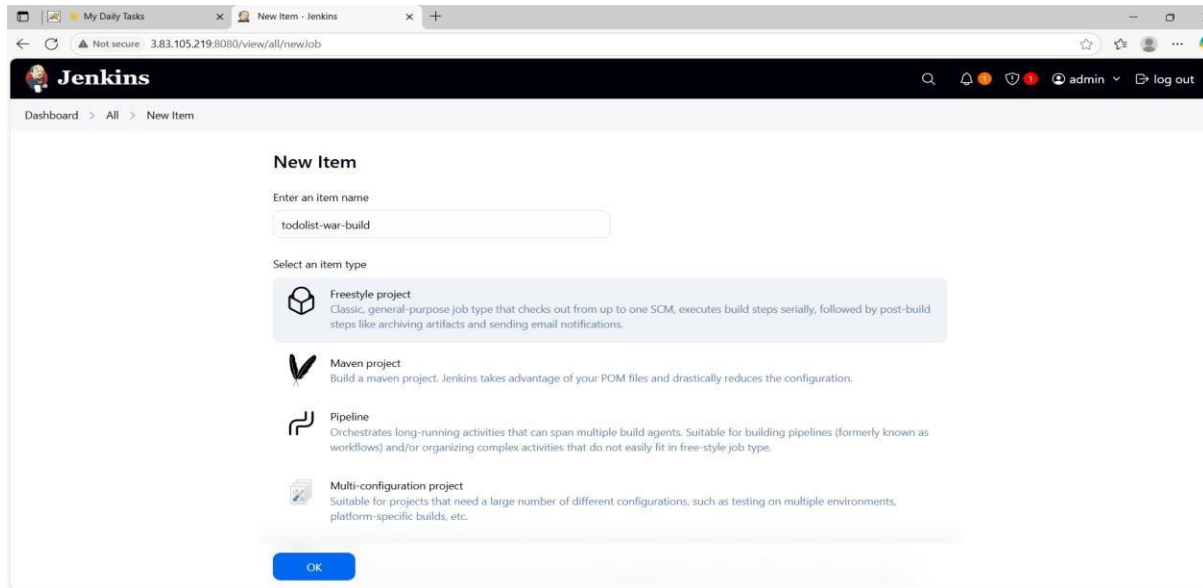 My Daily Tasks
New Item - Jenkins
Not secure 3.83.105.219:8080/view/all/newJob
Jenkins
1
1
admin
log out
Dashboard > All > New Item
New Item
Enter an item name
todolist-war-build
Select an item type
Freestyle project
Classic, general-purpose job type that checks out from up to one SCM, executes build steps serially, followed by post-build
steps like archiving artifacts and sending email notifications.
Maven project
Build a maven project. Jenkins takes advantage of your POM files and drastically reduces the configuration.
Pipeline
Orchestrates long-running activities that can span multiple build agents. Suitable for building pipelines (formerly known as
workflows) and/or organizing complex activities that do not easily fit in free-style job type.
Multi-configuration project
Suitable for projects that need a large number of different configurations, such as testing on multiple environments,
platform-specific builds, etc.
OK